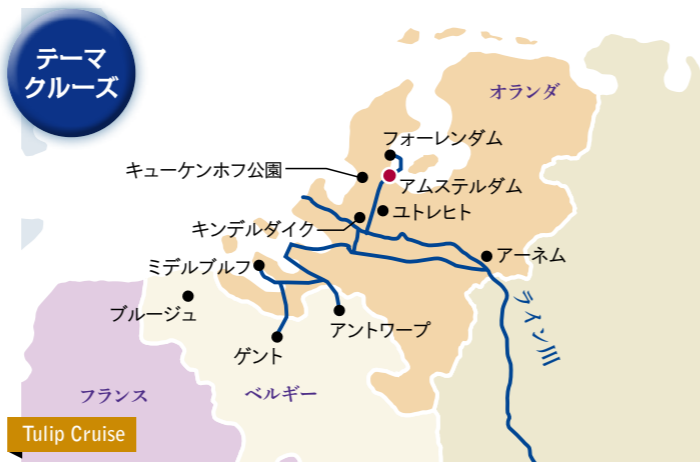 テーマ
クルーズ
オランダ
フォーレンダム
キューケンホフ公園
アムステルダム
ユトレヒト
キンデルダイク
アーネム
ミデルブルフ
ライン川
ブルージュ
アントワープ
ゲント
フランス
ベルギー
Tulip Cruise